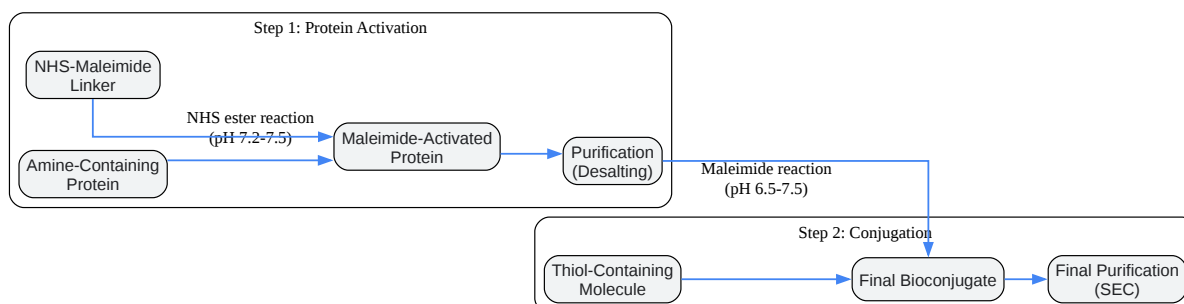 Step 1: Protein Activation
NHS-Maleimide
Linker
NHS ester reaction
(pH 7.2-7.5)
Amine-Containing
Protein
Maleimide-Activated
Protein
Purification
(Desalting)
Maleimide reaction
(pH 6.5-7.5)
Step 2: Conjugation
Thiol-Containing
Molecule
Final Bioconjugate
Final Purification
(SEC)